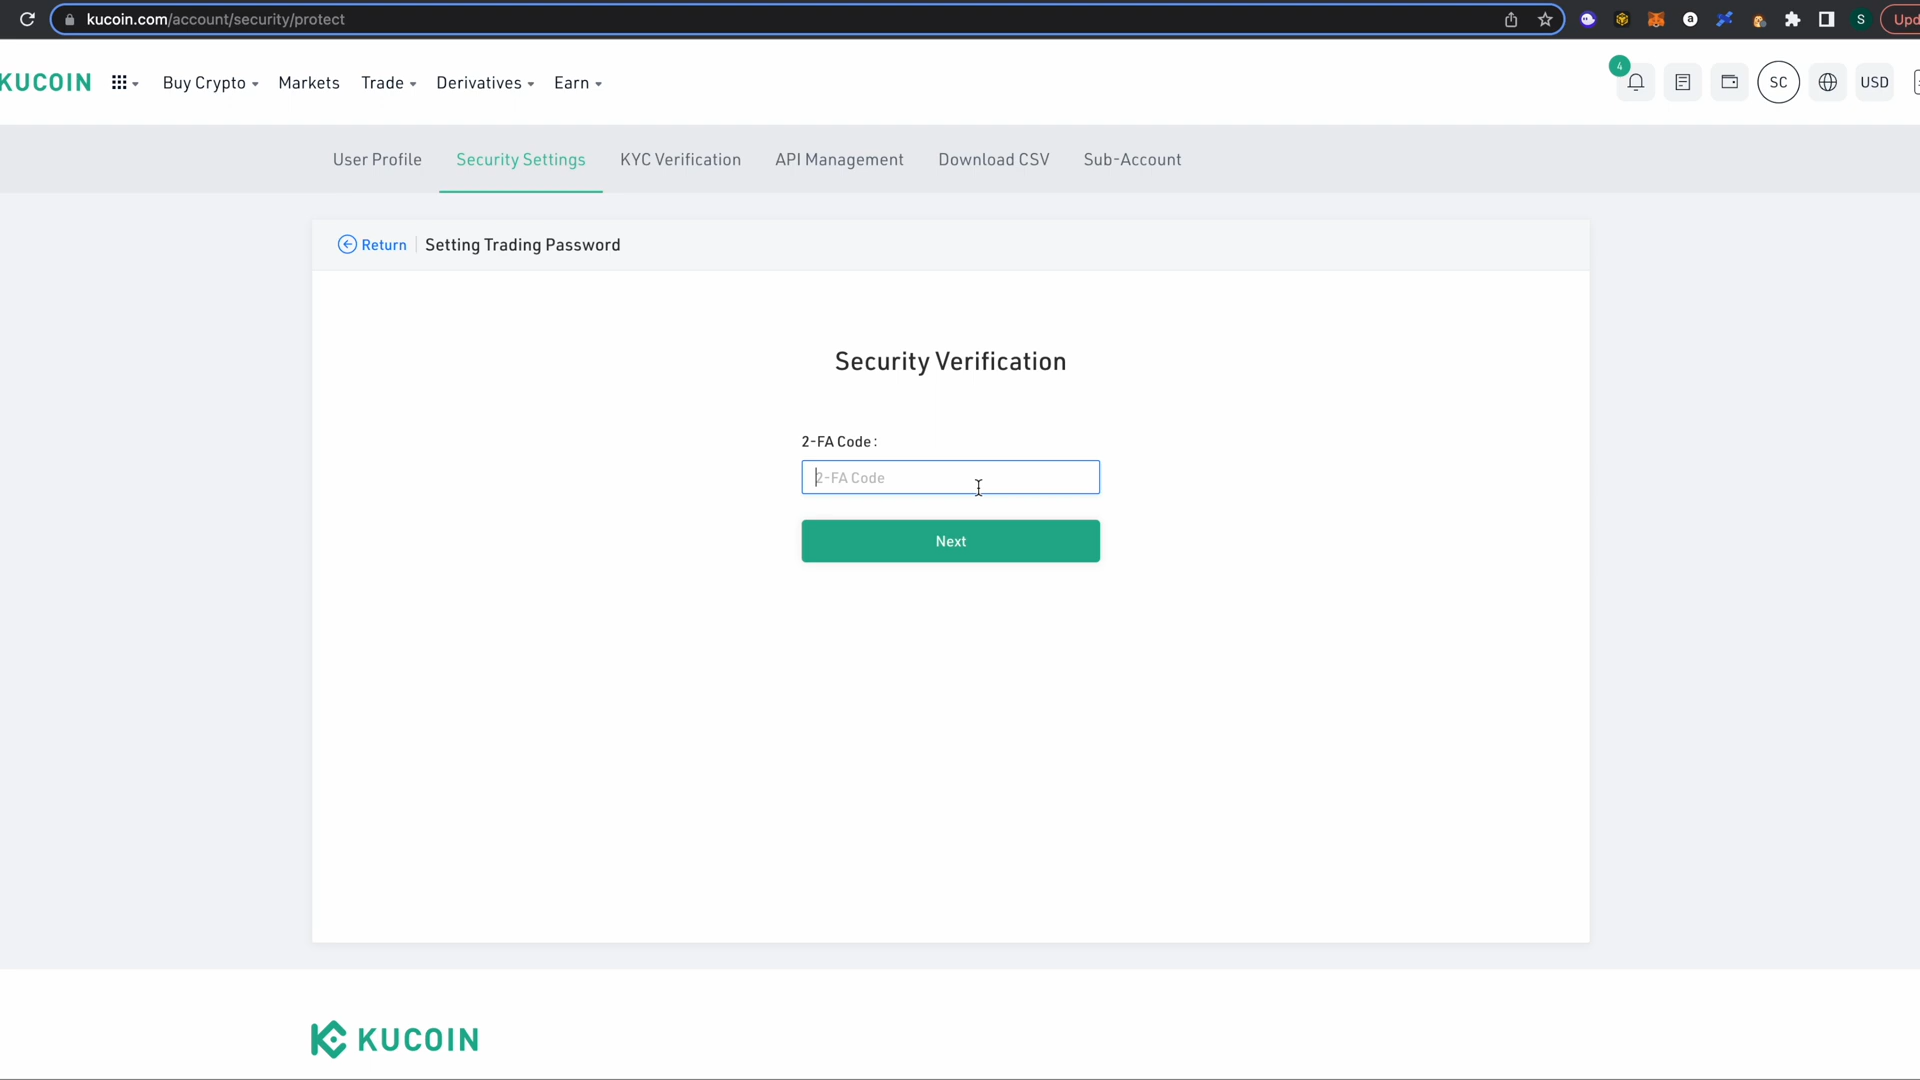 kucoin.com/account/security/protect
S
KUCOIN
Buy Crypto
Markets
Trade
Derivatives
Earn
4
SC
USD
User Profile
Security Settings
KYC Verification
API Management
Download CSV
Sub-Account
Return
Setting Trading Password
Security Verification
2-FA Code :
2-FA Code
Next
KUCOIN